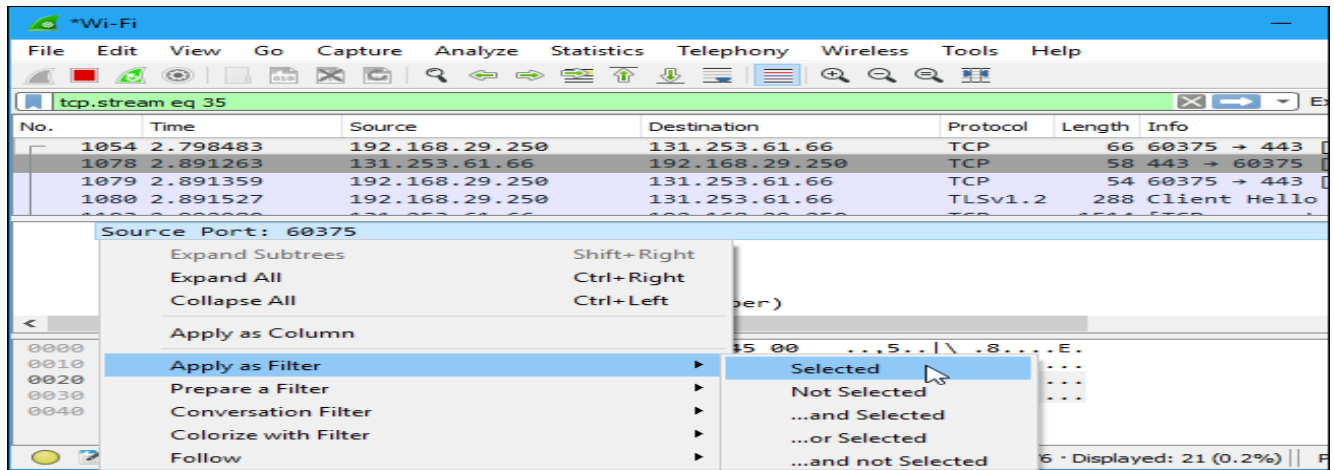 *Wi-Fi
File Edit View Go Capture Analyze Statistics Telephony Wireless Tools Help
tcp.stream eq 35
No. Time Source Destination Protocol Length Info
1054 2.798483 192.168.29.250 131.253.61.66 TCP 66 60375 → 443 [
1078 2.891263 131.253.61.66 192.168.29.250 TCP 58 443 → 60375 [
1079 2.891359 192.168.29.250 131.253.61.66 TCP 54 60375 → 443 [
1080 2.891527 192.168.29.250 131.253.61.66 TLSv1.2 288 Client Hello
Source Port: 60375
Expand Subtrees Shift+Right
Expand All Ctrl+Right
Collapse All Ctrl+Left
ber)
Apply as Column
0000 45 00 ...,5..|\ .8....E.
0010 Apply as Filter Selected
0020 Prepare a Filter Not Selected
0030
0040 Conversation Filter ...and Selected
Colorize with Filter ...or Selected
Follow ...and not Selected
Displayed: 21 (0.2%)